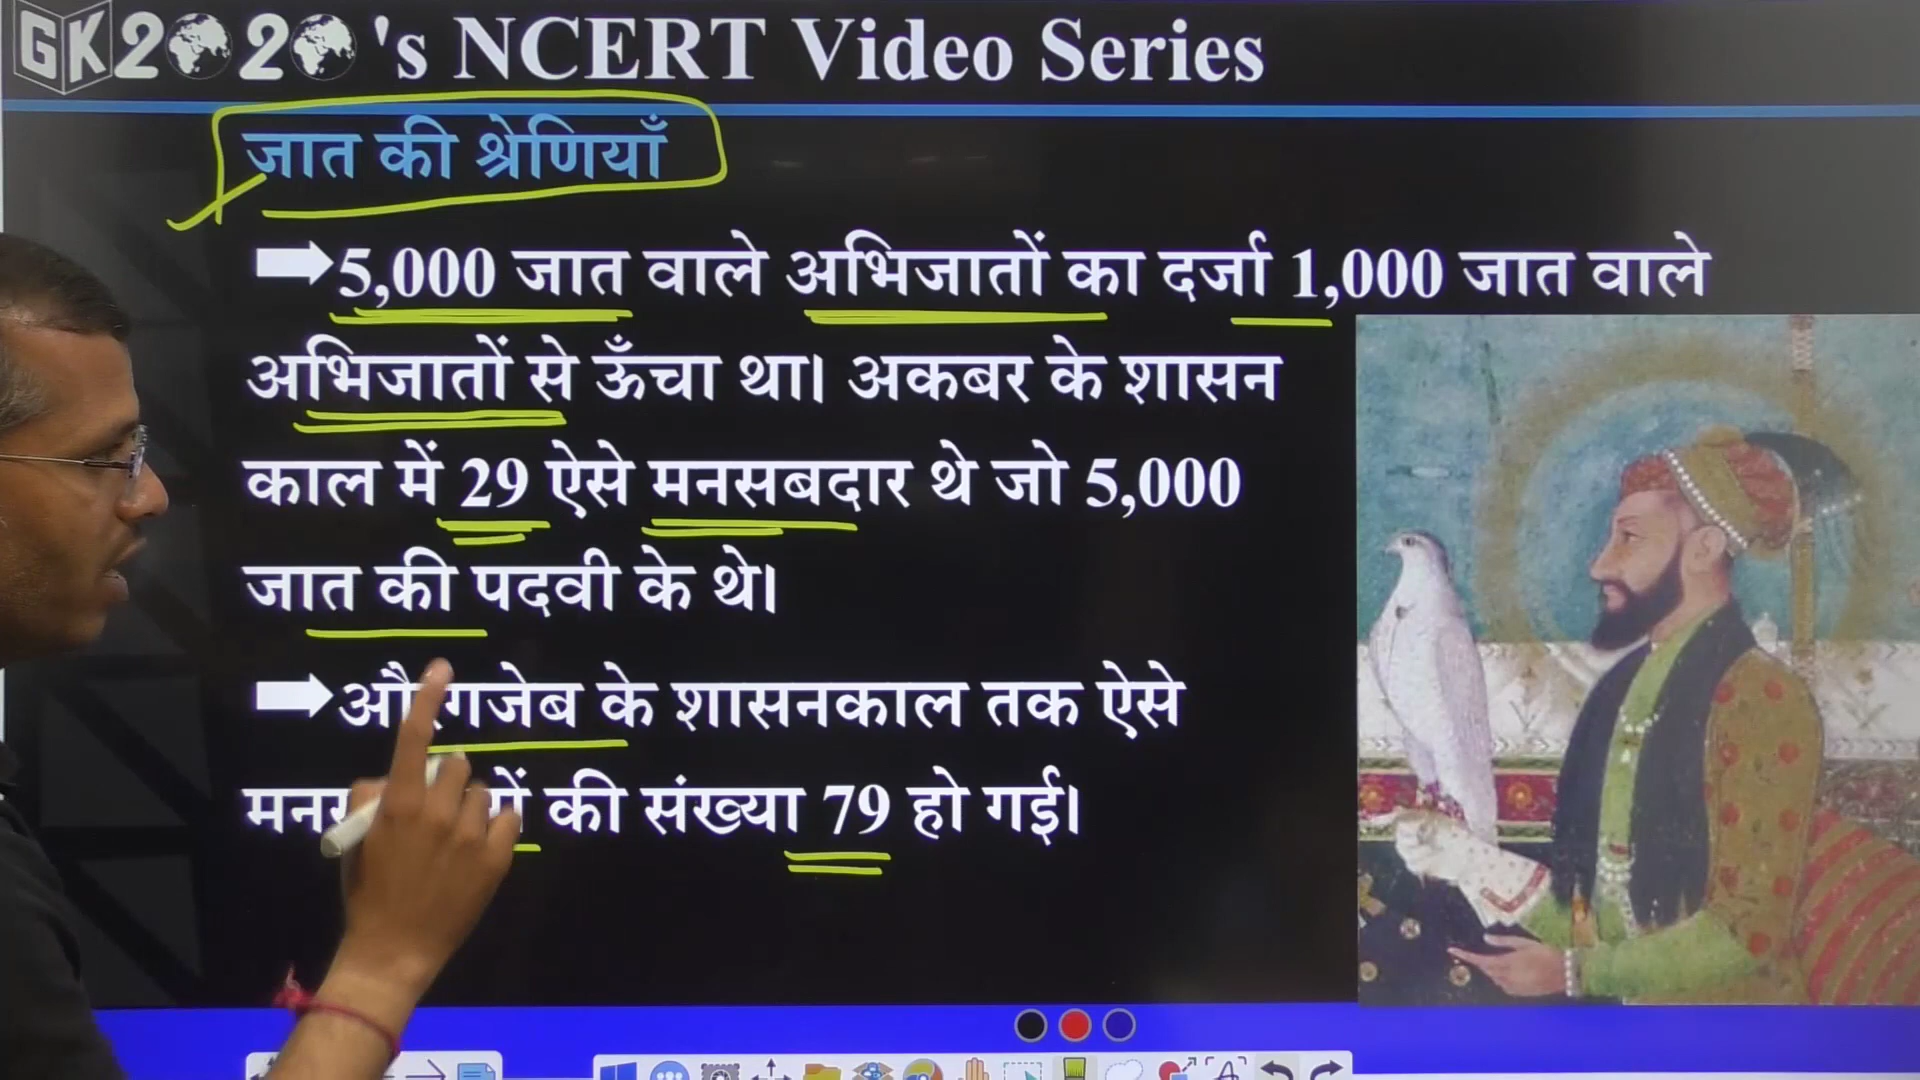 GK2020's NCERT Video Series
जात की श्रेणियाँ
5,000 जात वाले अभिजातों का दर्जा 1,000 जात वाले
अभिजातों से ऊँचा था। अकबर के शासन
काल में 29 ऐसे मनसबदार थे जो 5,000
जात की पदवी के थे।
औरंगजेब के शासनकाल तक ऐसे
की संख्या 79 हो गई।